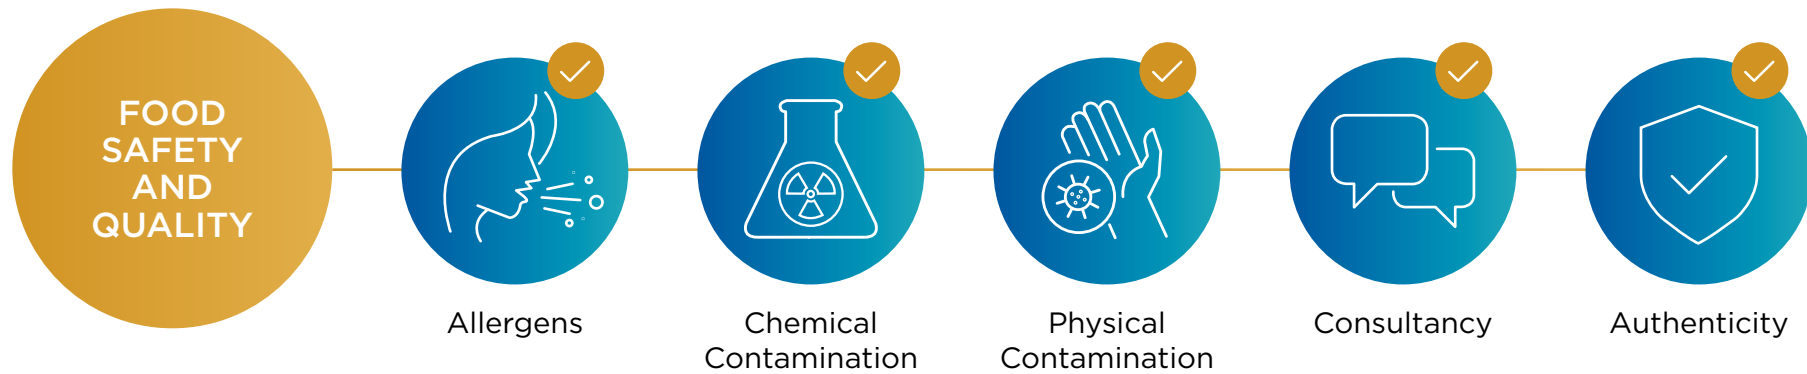 FOOD
SAFETY
AND
QUALITY
Allergens
Chemical
Contamination
Physical
Contamination
Consultancy
Authenticity